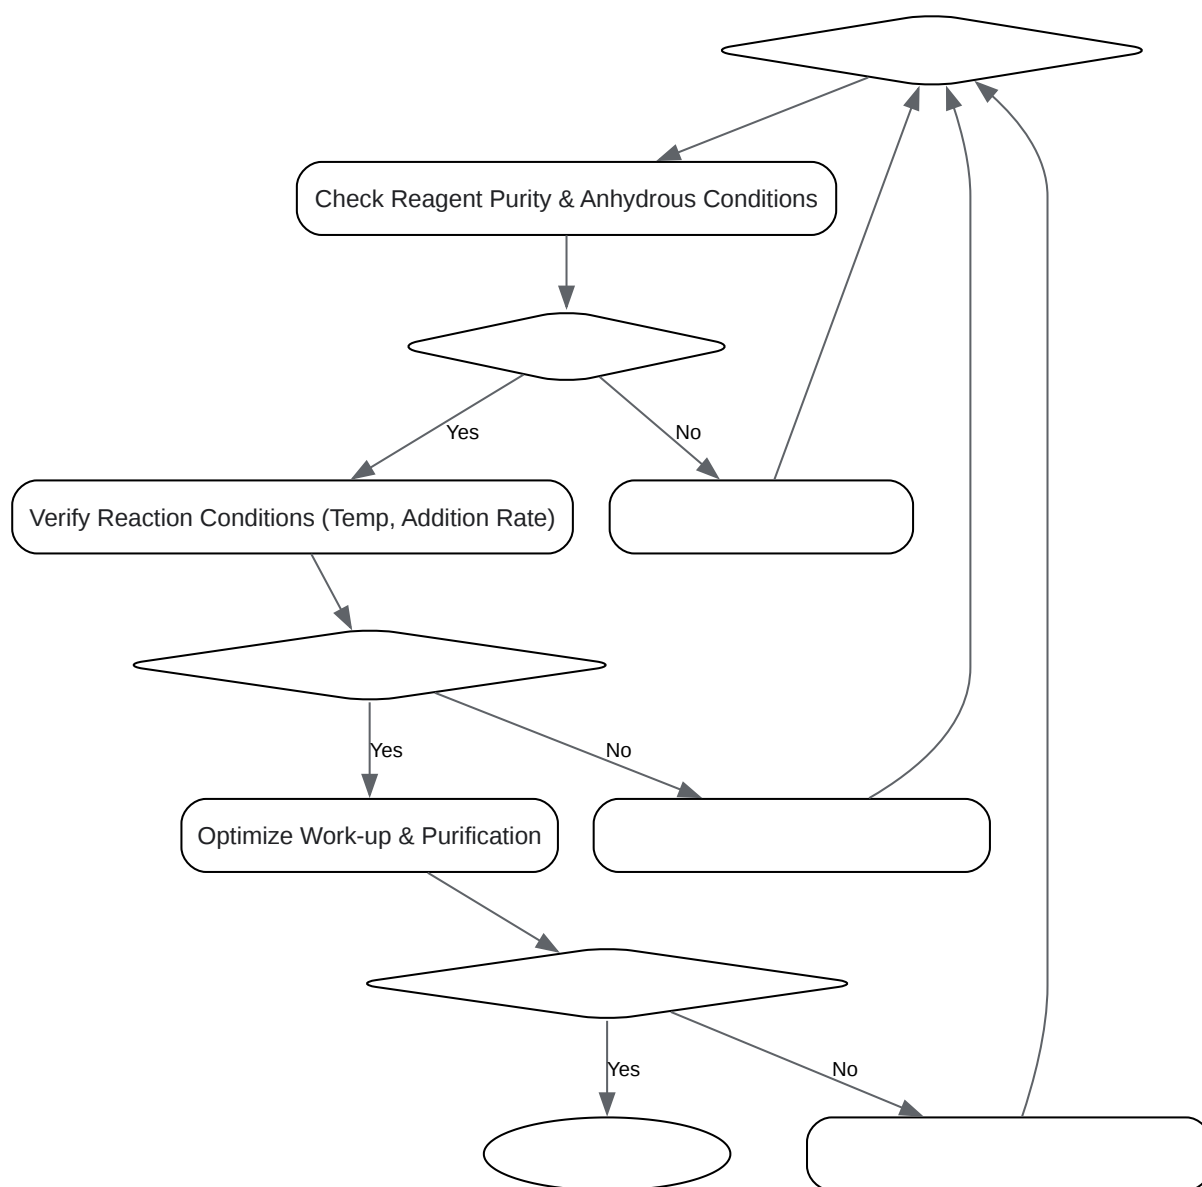 Check Reagent Purity & Anhydrous Conditions
Yes
No
Verify Reaction Conditions (Temp, Addition Rate)
Yes
No
Optimize Work-up & Purification
Yes
No